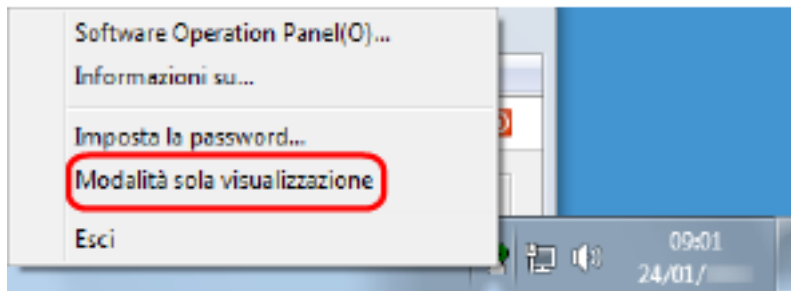 Software Operation Panel(O)...
Informazioni su...
Imposta la password...
Modalità sola visualizzazione
Esci
09:01
24/01/